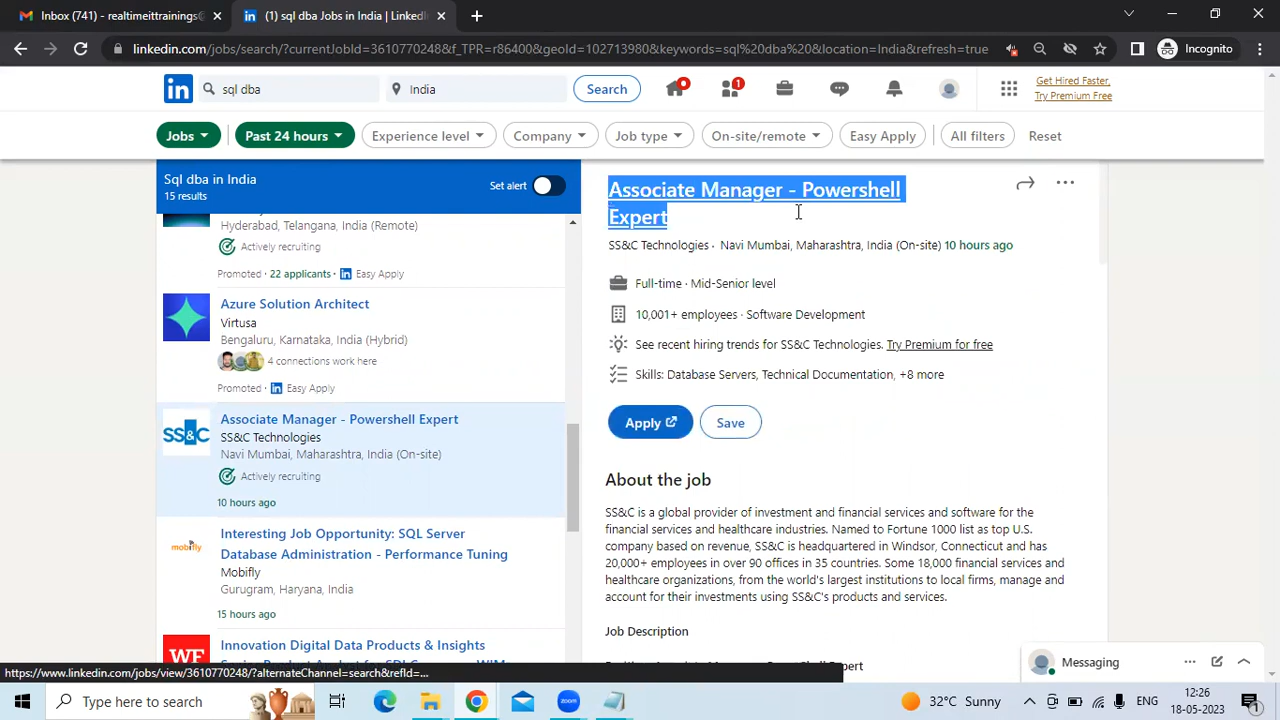 Inbox (741) - realtimetrainings@
(1) sql dba Jobs in India | LinkedIn
linkedin.com/jobs/search/?currentJobId=3610770248&f_TPR=r86400&geoId=102713980&keywords=sql%20dba%20&location=India&refresh=true
Incognito
in
sql dba
India
Search
1
Get Hired Faster,
Try Premium Free
Jobs
Past 24 hours
Experience level
Company
Job type
On-site/remote
Easy Apply
All filters
Reset
Sql dba in India
15 results
Set alert
Hyderabad, Telangana, India (Remote)
Actively recruiting
Promoted · 22 applicants · in Easy Apply
Azure Solution Architect
Virtusa
Bengaluru, Karnataka, India (Hybrid)
4 connections work here
Promoted · in Easy Apply
SS&C
Associate Manager - Powershell Expert
SS&C Technologies
Navi Mumbai, Maharashtra, India (On-site)
Actively recruiting
10 hours ago
mobifly
Interesting Job Opportunity: SQL Server
Database Administration - Performance Tuning
Mobifly
Gurugram, Haryana, India
15 hours ago
WF
Innovation Digital Data Products & Insights
Associate Manager - Powershell
Expert
SS&C Technologies · Navi Mumbai, Maharashtra, India (On-site) 10 hours ago
Full-time · Mid-Senior level
10,001+ employees · Software Development
See recent hiring trends for SS&C Technologies. Try Premium for free
Skills: Database Servers, Technical Documentation, +8 more
Apply
Save
About the job
SS&C is a global provider of investment and financial services and software for the
financial services and healthcare industries. Named to Fortune 1000 list as top U.S.
company based on revenue, SS&C is headquartered in Windsor, Connecticut and has
20,000+ employees in over 90 offices in 35 countries. Some 18,000 financial services and
healthcare organizations, from the world's largest institutions to local firms, manage and
account for their investments using SS&C's products and services.
Job Description
Messaging
https://www.linkedin.com/jobs/view/3610770248/?alternateChannel=search&refId=...
Type here to search
zoom
32°C Sunny
ENG
12:26
18-05-2023
1